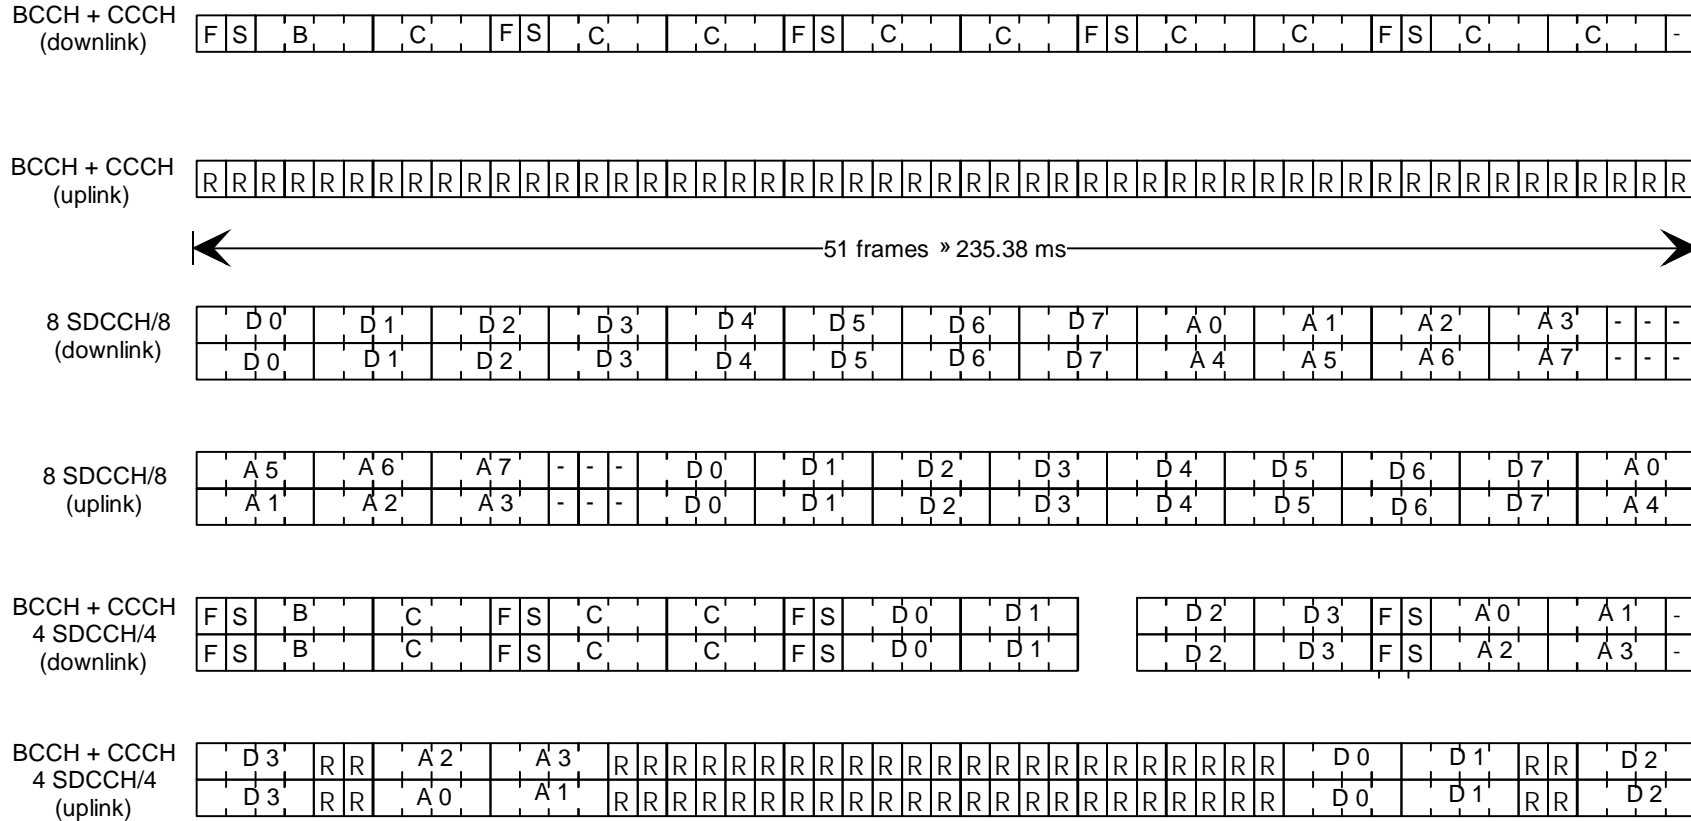 BCCH + CCCH
(downlink)
F S B C F S C C F S C C F S C C F S C C -
BCCH + CCCH
(uplink)
R R R R R R R R R R R R R R R R R R R R R R R R R R R R R R R R R R R R R R R R R R R R R R R R R R R
51 frames » 235.38 ms
8 SDCCH/8
(downlink)
D 0 D 1 D 2 D 3 D 4 D 5 D 6 D 7 A 0 A 1 A 2 A 3 - - -
D 0 D 1 D 2 D 3 D 4 D 5 D 6 D 7 A 4 A 5 A 6 A 7 - - -
8 SDCCH/8
(uplink)
A 5 A 6 A 7 - - - D 0 D 1 D 2 D 3 D 4 D 5 D 6 D 7 A 0
A 1 A 2 A 3 - - - D 0 D 1 D 2 D 3 D 4 D 5 D 6 D 7 A 4
BCCH + CCCH
4 SDCCH/4
(downlink)
F S B C F S C C F S D 0 D 1 D 2 D 3 F S A 0 A 1 -
F S B C F S C C F S D 0 D 1 D 2 D 3 F S A 2 A 3 -
BCCH + CCCH
4 SDCCH/4
(uplink)
D 3 R R A 2 A 3 R R R R R R R R R R R R R R R R R R R R R R R D 0 D 1 R R D 2
D 3 R R A 0 A 1 R R R R R R R R R R R R R R R R R R R R R R R D 0 D 1 R R D 2